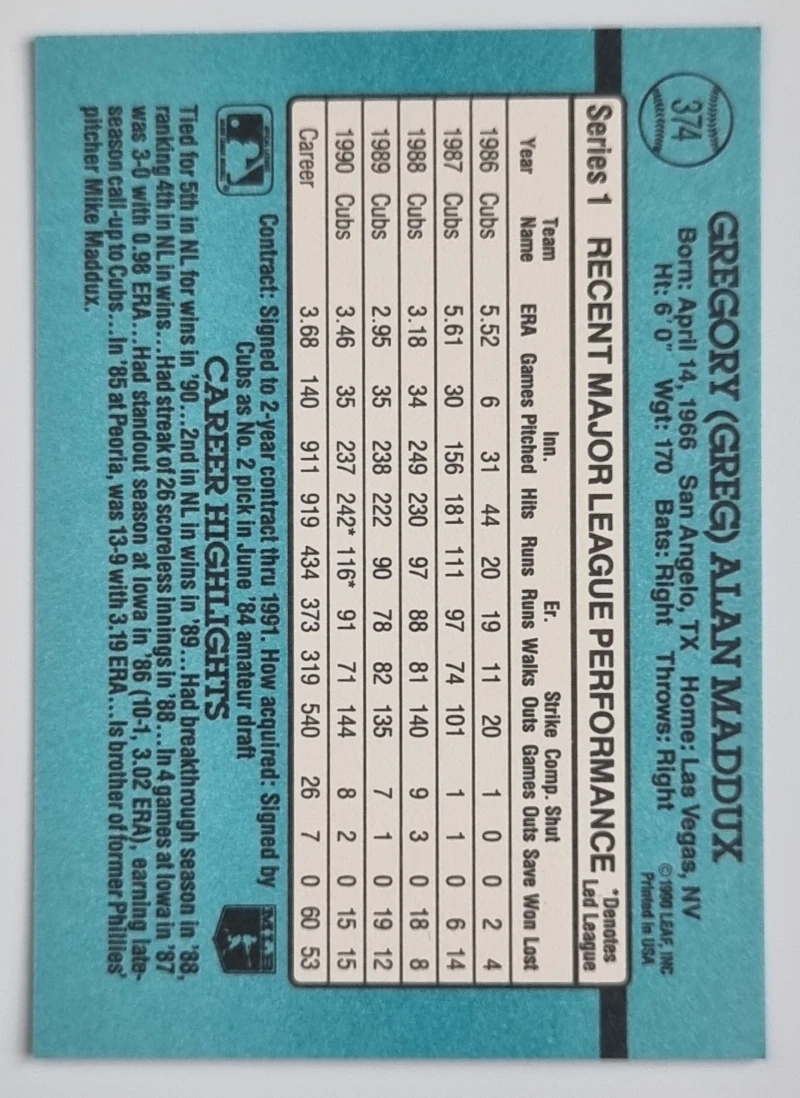 374
GREGORY (GREG) ALAN MADDUX
Born: April 14, 1966 San Angelo, TX Home: Las Vegas, NV
Ht: 6' 0" Wgt: 170 Bats: Right Throws: Right
©1990 LEAF, INC.
Printed in USA
Series 1 RECENT MAJOR LEAGUE PERFORMANCE *Denotes Led League
Team Inn. Er. Strike Comp. Shut
Year Name ERA Games Pitched Hits Runs Runs Walks Outs Games Outs Save Won Lost
1986 Cubs 5.52 6 31 44 20 19 11 20 1 0 0 2 4
1987 Cubs 5.61 30 156 181 111 97 74 101 1 1 0 6 14
1988 Cubs 3.18 34 249 230 97 88 81 140 9 3 0 18 8
1989 Cubs 2.95 35 238 222 90 78 82 135 7 1 0 19 12
1990 Cubs 3.46 35 237 242* 116* 91 71 144 8 2 0 15 15
Career 3.68 140 911 919 434 373 319 540 26 7 0 60 53
Contract: Signed to 2-year contract thru 1991. How acquired: Signed by
Cubs as No. 2 pick in June '84 amateur draft
MLB
CAREER HIGHLIGHTS
Tied for 5th in NL for wins in '90...2nd in NL in wins in '89...Had breakthrough season in '88,
ranking 4th in NL in wins...Had streak of 26 scoreless innings in '88...In 4 games at Iowa in '87
was 3-0 with 0.98 ERA...Had standout season at Iowa in '86 (10-1, 3.02 ERA), earning late-
season call-up to Cubs...In '85 at Peoria, was 13-9 with 3.19 ERA...Is brother of former Phillies'
pitcher Mike Maddux.